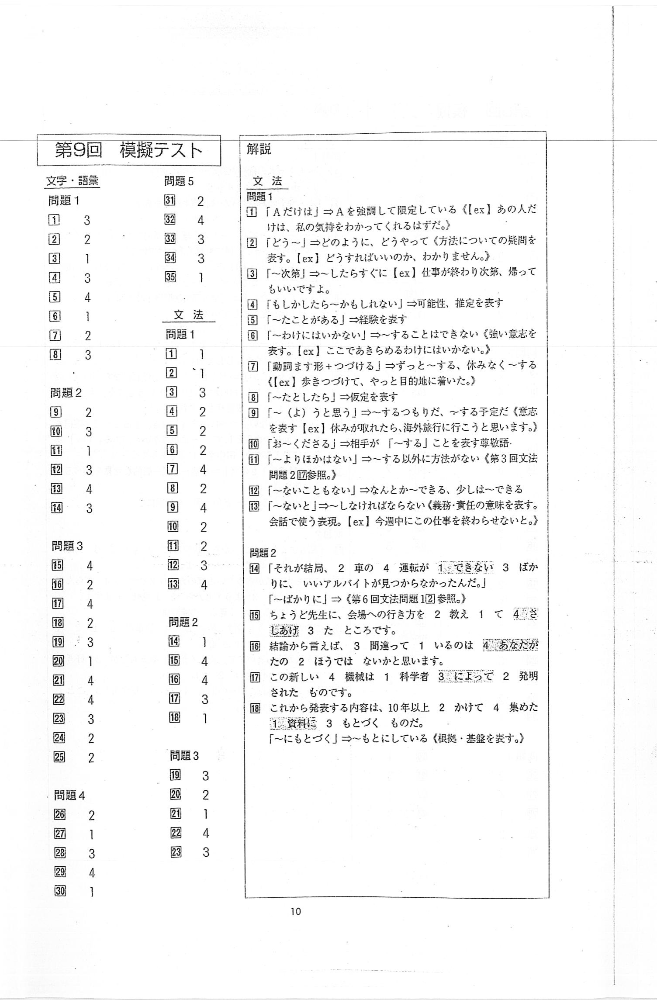 第9回 模擬テスト
文字・語彙
問題1
1 3
2 2
3 1
4 3
5 4
6 1
7 2
8 3
問題2
9 2
10 3
11 1
12 3
13 4
14 3
問題3
15 4
16 2
17 4
18 2
19 3
20 1
21 4
22 4
23 3
24 2
25 2
問題4
26 2
27 1
28 3
29 4
30 1
問題5
31 2
32 4
33 3
34 3
35 1
文 法
問題1
1 1
2 1
3 3
4 2
5 2
6 2
7 4
8 2
9 4
10 2
11 2
12 3
13 4
問題2
14 1
15 4
16 4
17 3
18 1
問題3
19 3
20 2
21 1
22 4
23 3
解説
文 法
問題1
1 「Aだけは」⇒Aを強調して限定している《【ex】あの人だ
けは、私の気持をわかってくれるはずだ。》
2 「どう～」⇒どのように、どうやって《方法についての疑問を
表す。【ex】どうすればいいのか、わかりません。》
3 「～次第」⇒～したらすぐに【ex】仕事が終わり次第、帰って
もいいですよ。
4 「もしかしたら～かもしれない」⇒可能性、推定を表す
5 「～たことがある」⇒経験を表す
6 「～わけにはいかない」⇒～することはできない《強い意志を
表す。【ex】ここであきらめるわけにはいかない。》
7 「動詞ます形+つづける」⇒ずっと～する、休みなく～する
《【ex】歩きつづけて、やっと目的地に着いた。》
8 「～たとしたら」⇒仮定を表す
9 「～（よ）うと思う」⇒～するつもりだ、～する予定だ《意志
を表す【ex】休みが取れたら、海外旅行に行こうと思います。》
10 「お～くださる」⇒相手が「～する」ことを表す尊敬語
11 「～よりほかはない」⇒～する以外に方法がない《第3回文法
問題2 17参照。》
12 「～ないこともない」⇒なんとか～できる、少しは～できる
13 「～ないと」⇒～しなければならない《義務・責任の意味を表す。
会話で使う表現。【ex】今週中にこの仕事を終わらせないと。》
問題2
14 「それが結局、 2 車の 4 運転が 1 できない 3 ばか
りに、 いいアルバイトが見つからなかったんだ。」
「～ばかりに」⇒《第6回文法問題1 2参照。》
15 ちょうど先生に、会場への行き方を 2 教え 1 て 4 さ
しあげ 3 た ところです。
16 結論から言えば、 3 間違って 1 いるのは 4 あなたが
たの 2 ほうでは ないかと思います。
17 この新しい 4 機械は 1 科学者 3 によって 2 発明
された ものです。
18 これから発表する内容は、10年以上 2 かけて 4 集めた
1 資料に 3 もとづく ものだ。
「～にもとづく」⇒～もとにしている《根拠・基盤を表す。》
10